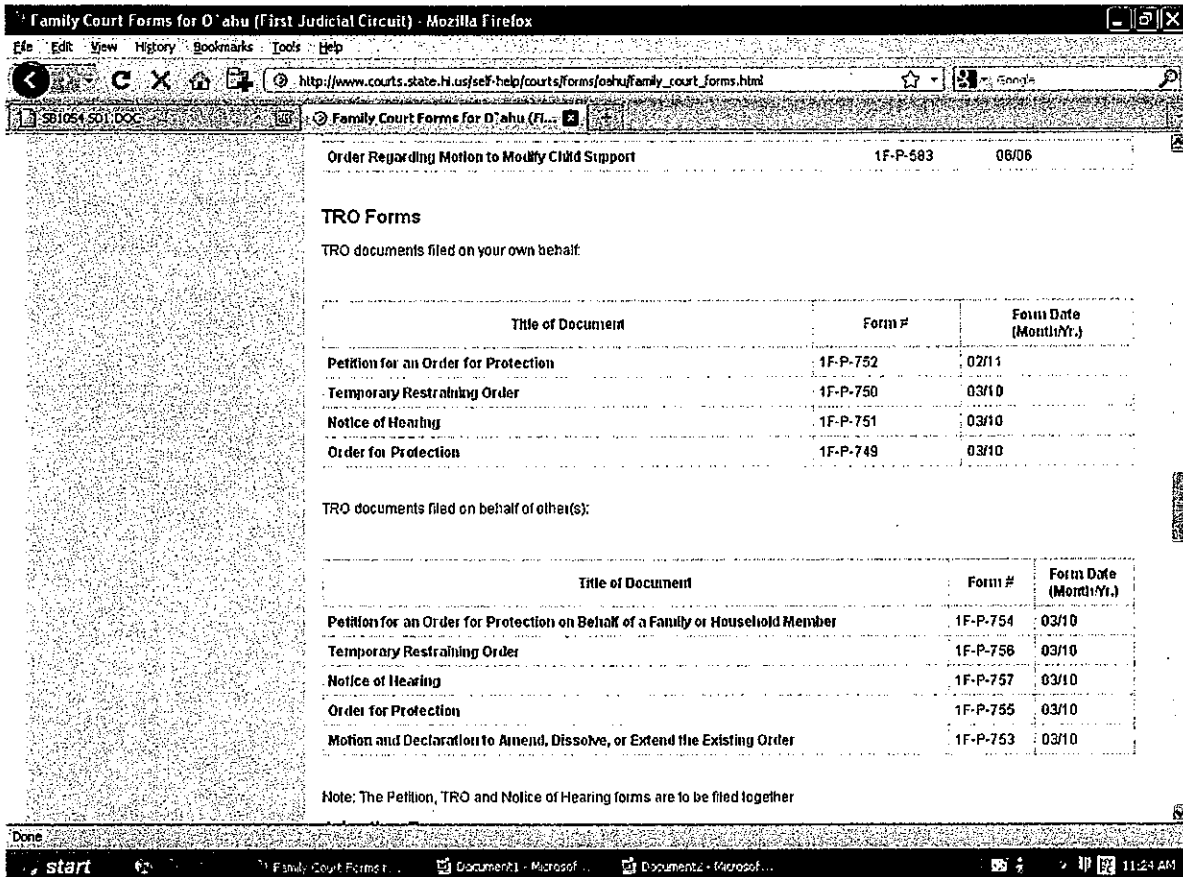 Family Court Forms for O`ahu (First Judicial Circuit) - Mozilla Firefox
File Edit View History Bookmarks Tools Help
http://www.courts.state.hi.us/self-help/courts/forms/oahu/family_court_forms.html Google
SB1054 SD1.DOC Family Court Forms for O`ahu (Fi...
Order Regarding Motion to Modify Child Support 1F-P-583 06/06
TRO Forms
TRO documents filed on your own behalf:
Title of Document Form # Form Date
(Month/Yr.)
Petition for an Order for Protection 1F-P-752 02/11
Temporary Restraining Order 1F-P-750 03/10
Notice of Hearing 1F-P-751 03/10
Order for Protection 1F-P-749 03/10
TRO documents filed on behalf of other(s):
Title of Document Form # Form Date
(Month/Yr.)
Petition for an Order for Protection on Behalf of a Family or Household Member 1F-P-754 03/10
Temporary Restraining Order 1F-P-756 03/10
Notice of Hearing 1F-P-757 03/10
Order for Protection 1F-P-755 03/10
Motion and Declaration to Amend, Dissolve, or Extend the Existing Order 1F-P-753 03/10
Note: The Petition, TRO and Notice of Hearing forms are to be filed together
Done
start Family Court Forms f... Document1 - Microsof... Document2 - Microsof... 11:24 AM